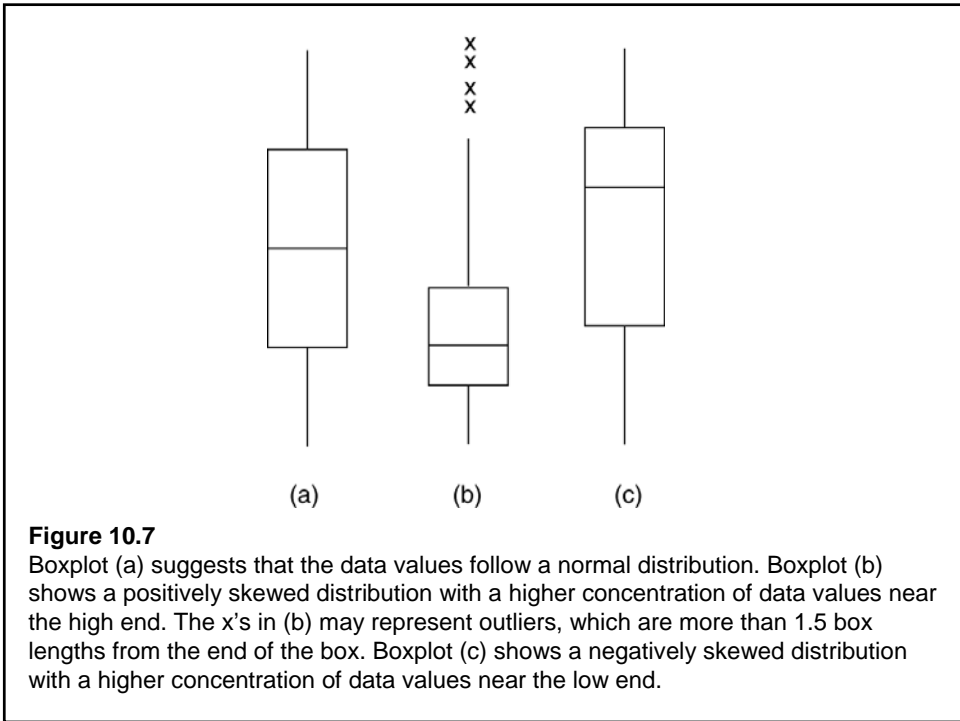 x
x
x
x
(a)
(b)
(c)
Figure 10.7
Boxplot (a) suggests that the data values follow a normal distribution. Boxplot (b)
shows a positively skewed distribution with a higher concentration of data values near
the high end. The x's in (b) may represent outliers, which are more than 1.5 box
lengths from the end of the box. Boxplot (c) shows a negatively skewed distribution
with a higher concentration of data values near the low end.